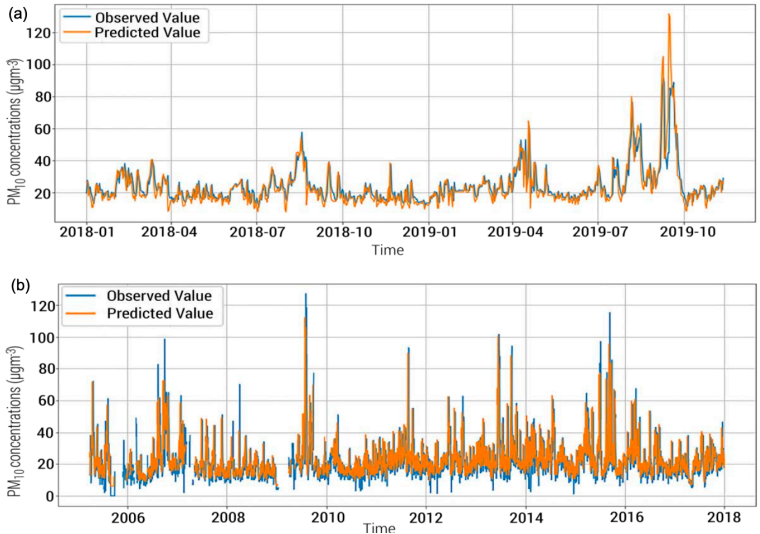 (a)
Observed Value
Predicted Value
PM10 concentrations (µgm-3)
120
100
80
60
40
20
2018-01 2018-04 2018-07 2018-10 2019-01 2019-04 2019-07 2019-10
Time
(b)
Observed Value
Predicted Value
PM10 concentrations (µgm-3)
120
100
80
60
40
20
0
2006 2008 2010 2012 2014 2016 2018
Time